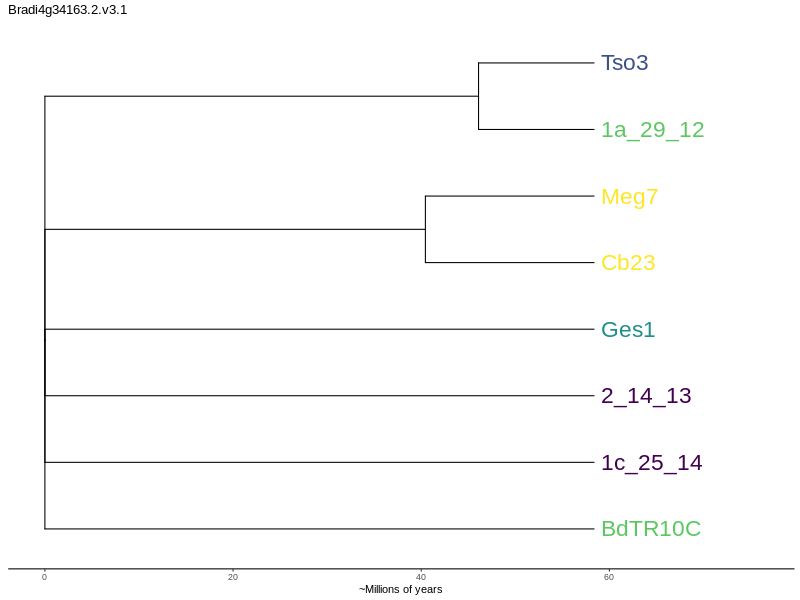 Bradi4g34163.2.v3.1
Tso3
1a_29_12
Meg7
Cb23
Ges1
2_14_13
1c_25_14
BdTR10C
0 20 40 60
~Millions of years